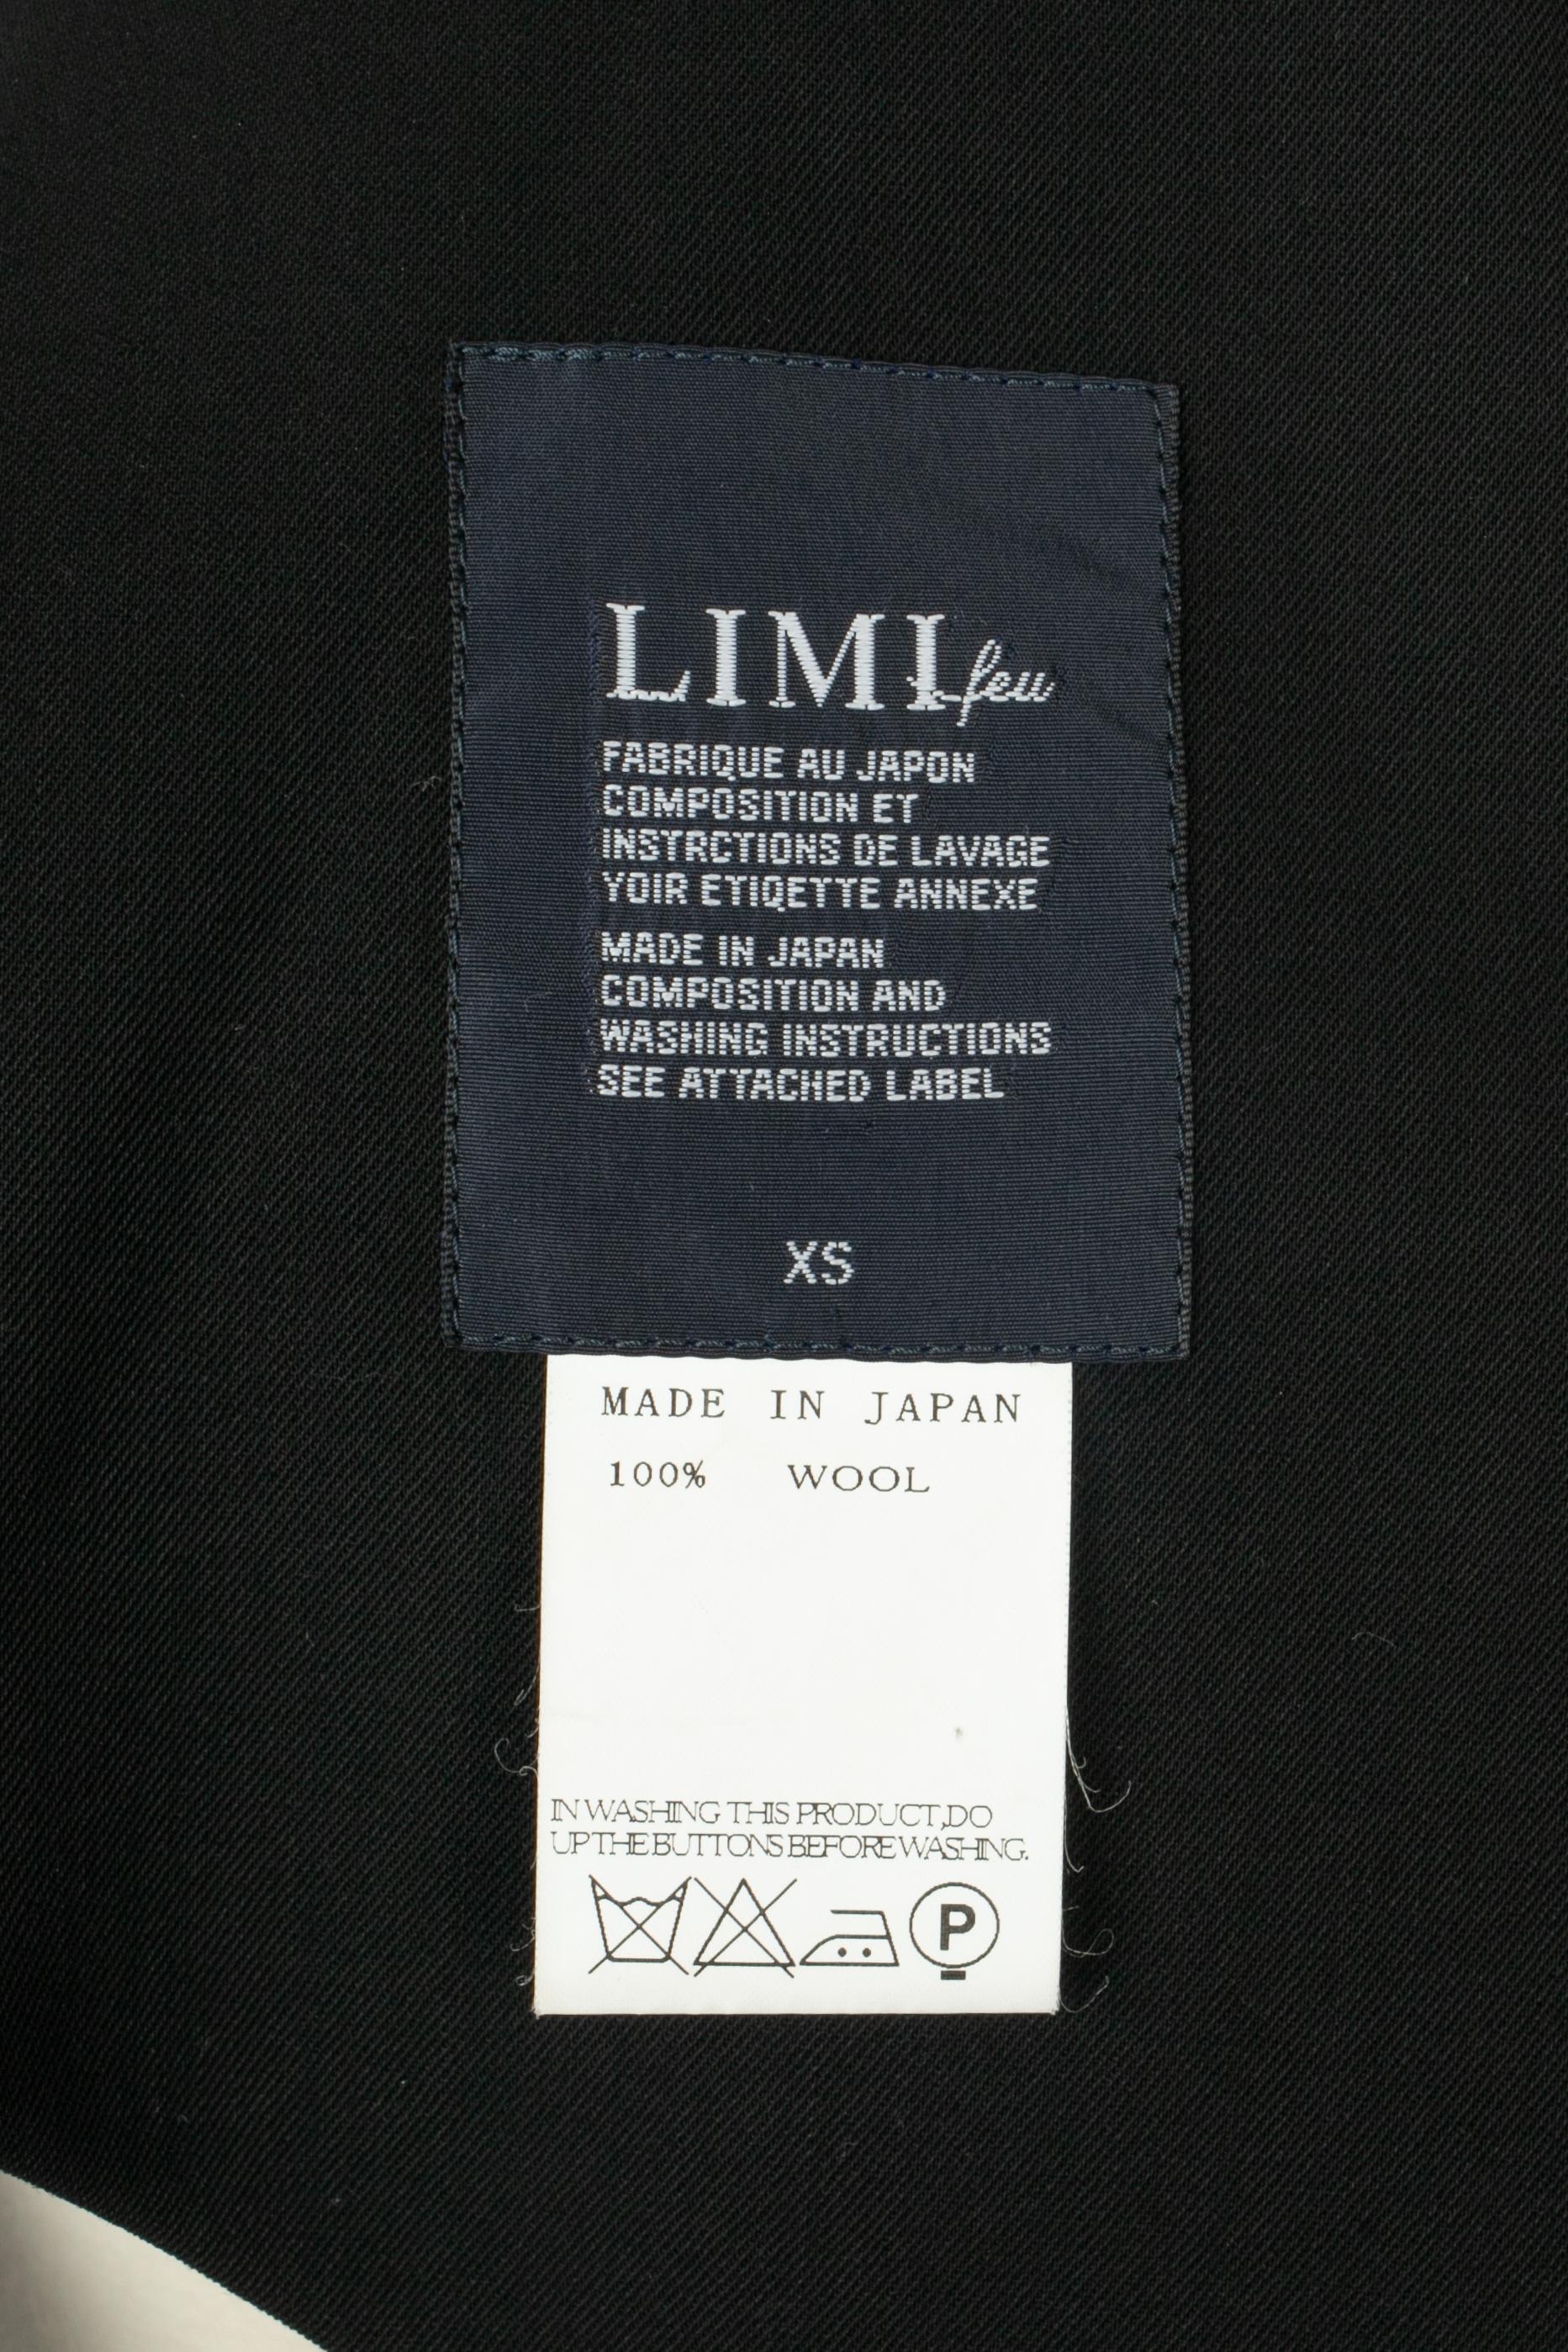 LIMI feu
FABRIQUE AU JAPON
COMPOSITION ET
INSTRCTIONS DE LAVAGE
YOIR ETIQETTE ANNEXE
MADE IN JAPAN
COMPOSITION AND
WASHING INSTRUCTIONS
SEE ATTACHED LABEL
XS
MADE IN JAPAN
100% WOOL
IN WASHING THIS PRODUCT,DO
UP THE BUTTONS BEFORE WASHING.
P